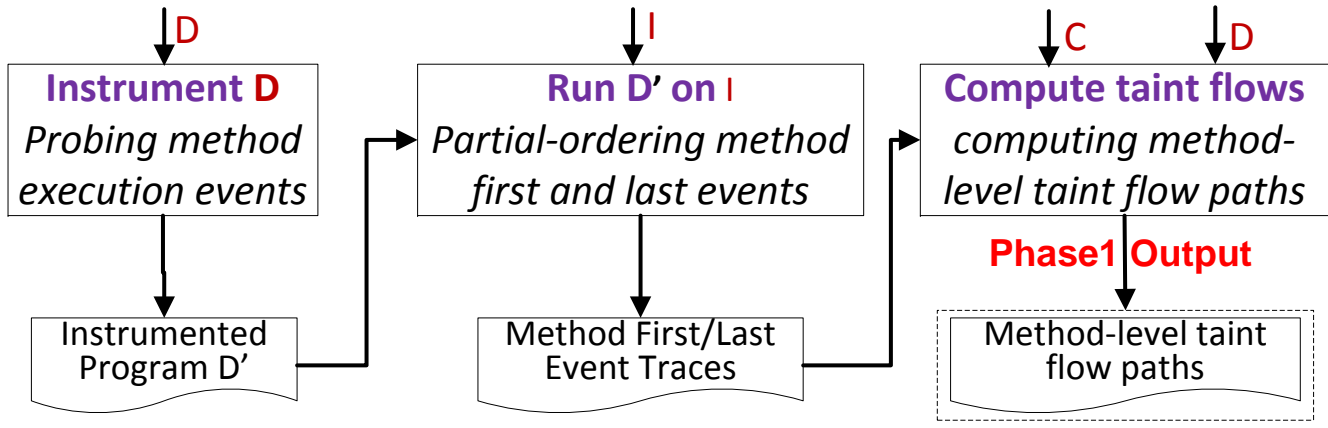 D
Instrument D
Probing method
execution events
Instrumented
Program D’
I
Run D’ on I
Partial-ordering method
first and last events
Method First/Last
Event Traces
C
D
Compute taint flows
computing method-
level taint flow paths
Phase1 Output
Method-level taint
flow paths